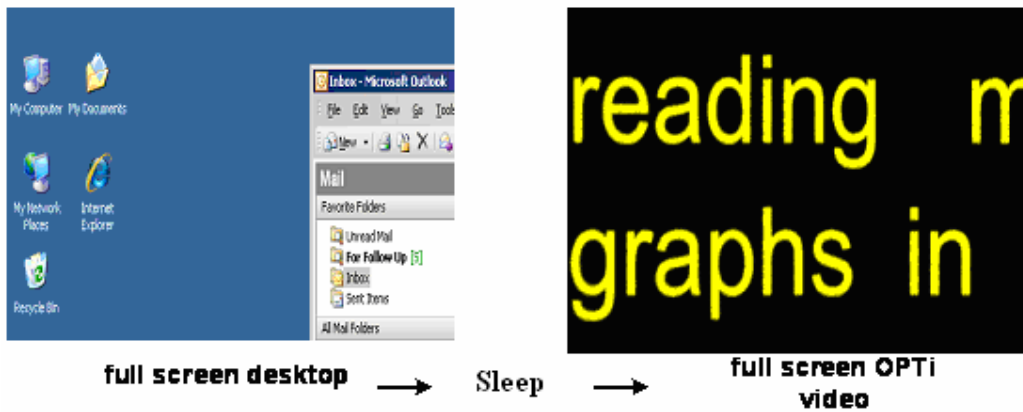 My Computer My Documents
My Network Places
Internet Explorer
Recycle Bin
Inbox - Microsoft Outlook
File Edit View Go Tools
New
Mail
Favorite Folders
Unread Mail
For Follow Up [5]
Inbox
Sent Items
All Mail Folders
reading m
graphs in
full screen desktop
Sleep
full screen OPTi
video